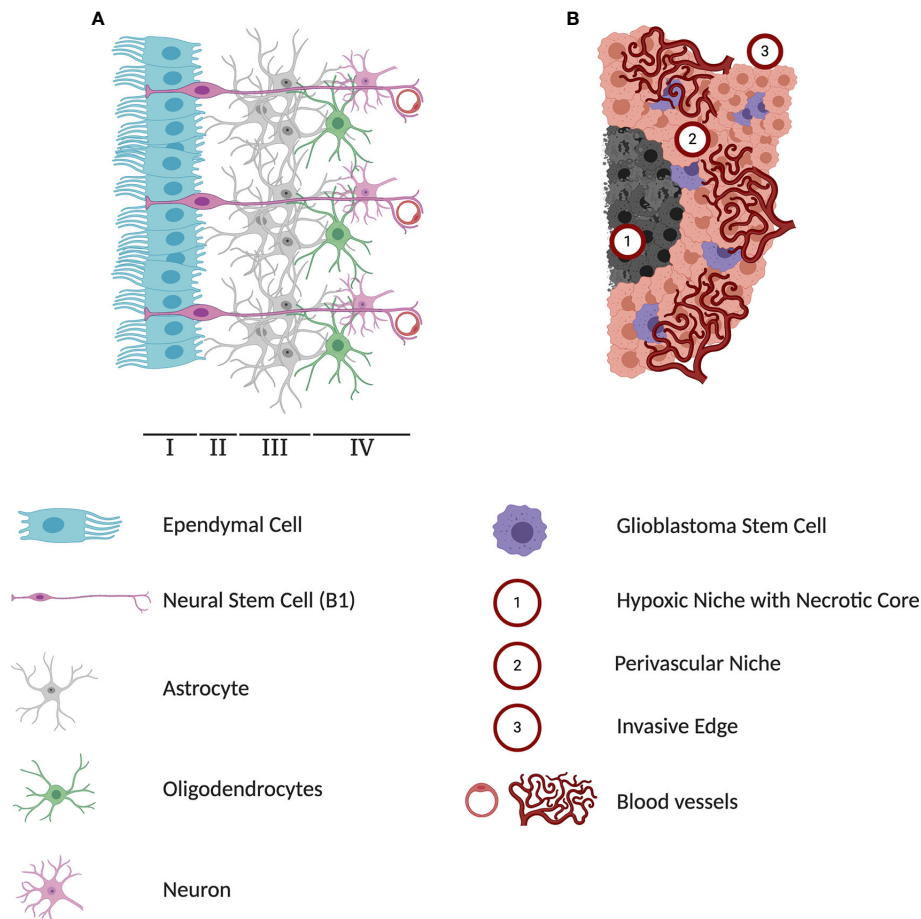 A
B
3
2
1
I II III IV
Ependymal Cell
Neural Stem Cell (B1)
Astrocyte
Oligodendrocytes
Neuron
Glioblastoma Stem Cell
1 Hypoxic Niche with Necrotic Core
2 Perivascular Niche
3 Invasive Edge
Blood vessels